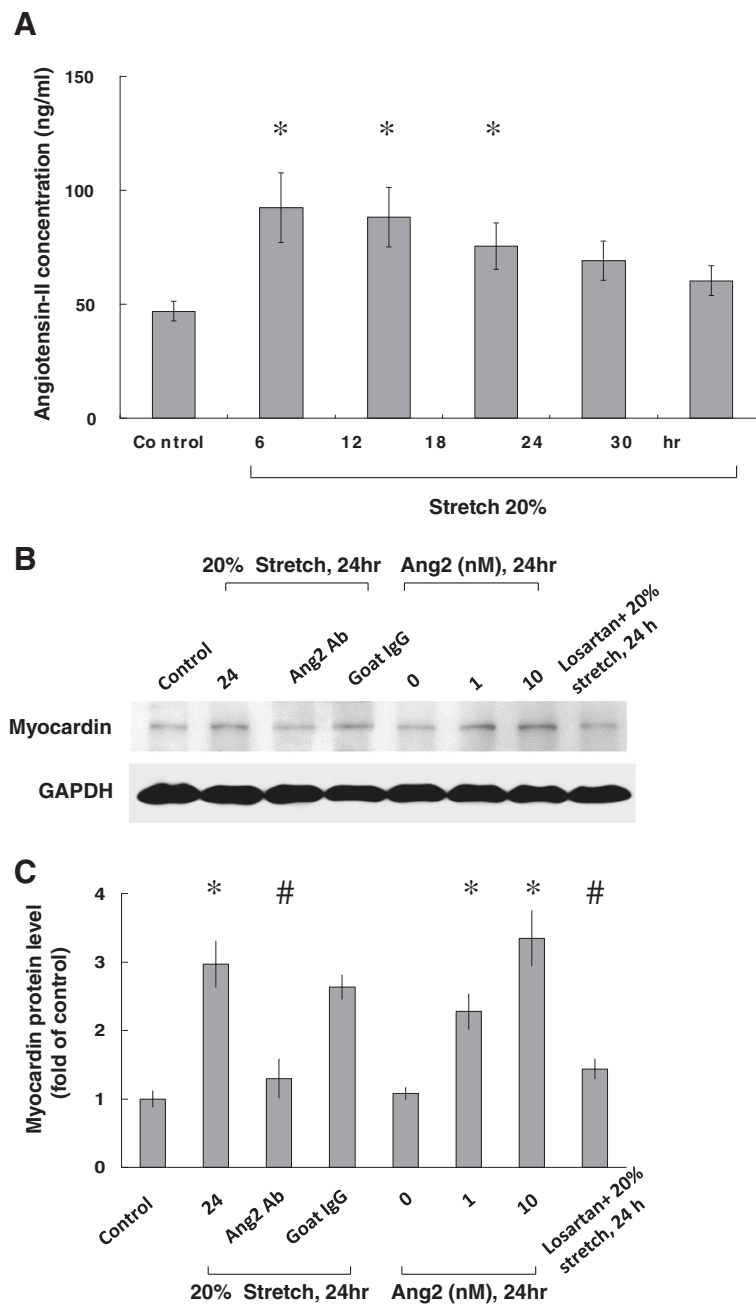 A
Angiotensin-II concentration (ng/ml)
150
100
50
0
* * *
Control 6 12 18 24 30 hr
Stretch 20%
B
20% Stretch, 24hr Ang2 (nM), 24hr
Control 24 Ang2 Ab Goat IgG 0 1 10 Losartan+ 20%
stretch, 24 h
Myocardin
GAPDH
C
Myocardin protein level
(fold of control)
4
3
2
1
0
* # * * #
Control 24 Ang2 Ab Goat IgG 0 1 10 Losartan+ 20%
stretch, 24 h
20% Stretch, 24hr Ang2 (nM), 24hr